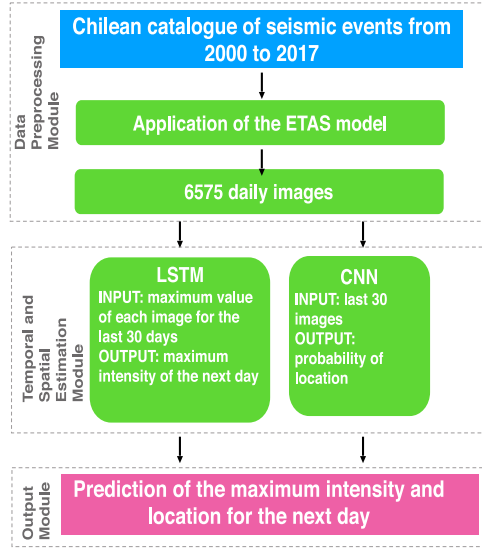 Data
Preprocessing
Module
Chilean catalogue of seismic events from
2000 to 2017
Application of the ETAS model
6575 daily images
Temporal and
Spatial
Estimation
Module
LSTM
INPUT: maximum value
of each image for the
last 30 days
OUTPUT: maximum
intensity of the next day
CNN
INPUT: last 30
images
OUTPUT:
probability of
location
Output
Module
Prediction of the maximum intensity and
location for the next day